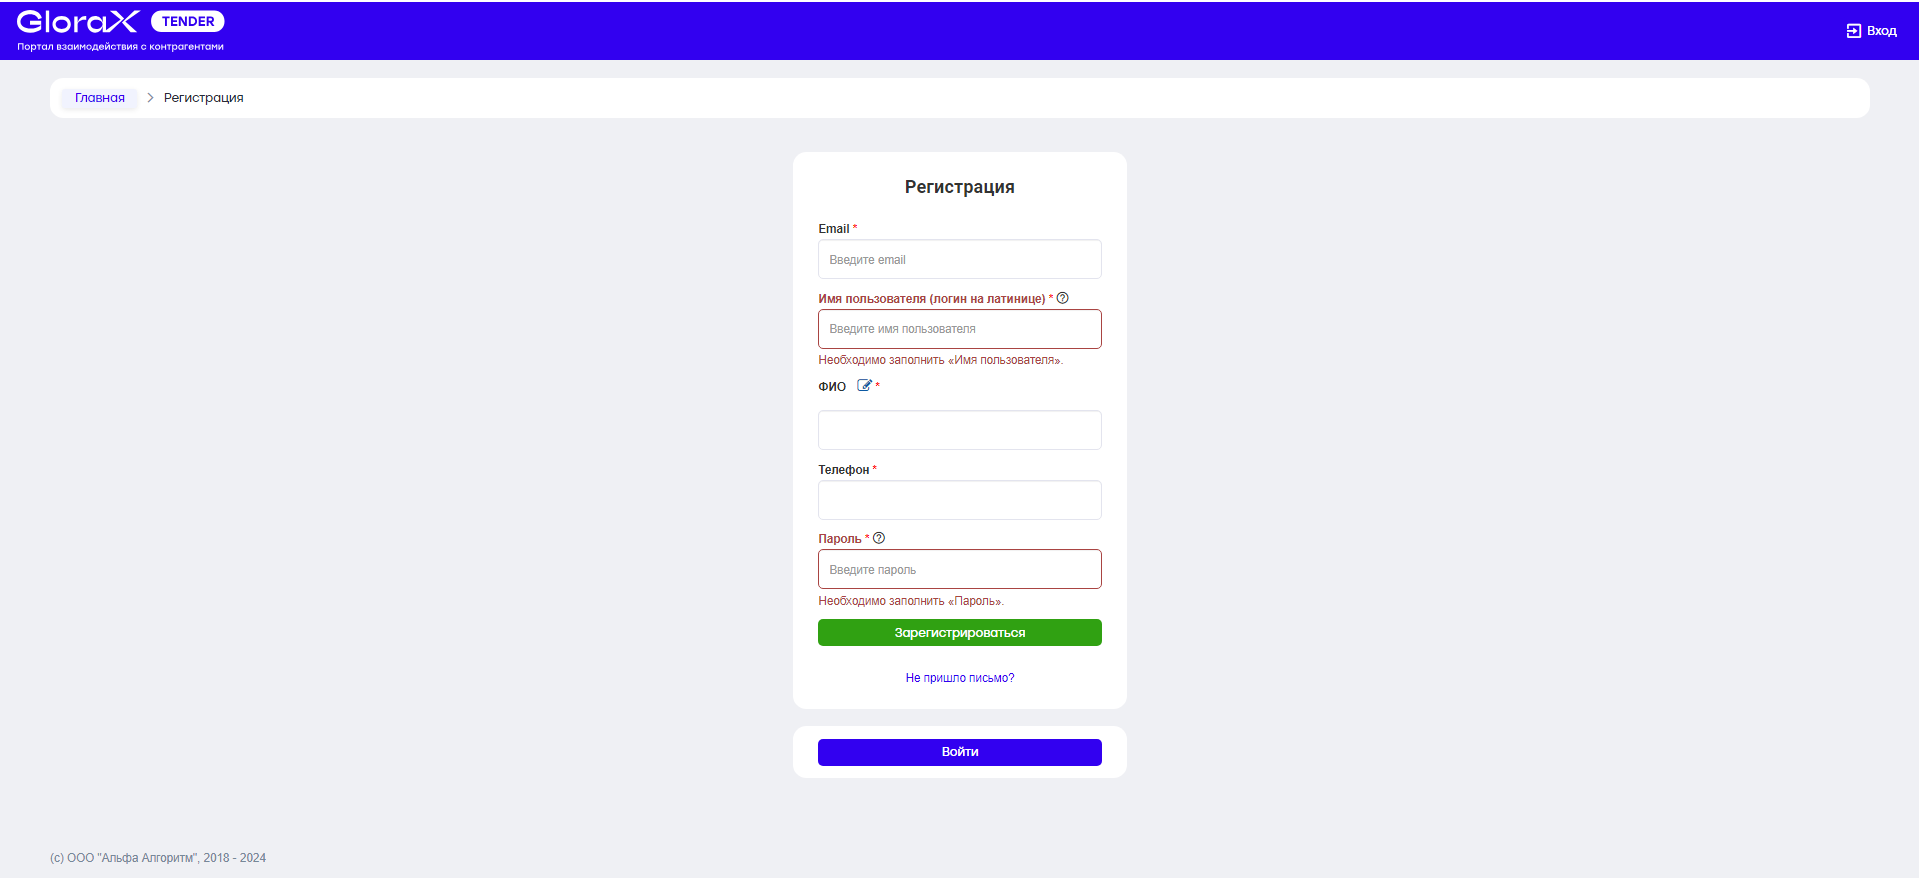 GloraX TENDER
Портал взаимодействия с контрагентами
Вход
Главная > Регистрация
Регистрация
Email *
Введите email
Имя пользователя (логин на латинице) *
Введите имя пользователя
Необходимо заполнить «Имя пользователя».
ФИО *
Телефон *
Пароль *
Введите пароль
Необходимо заполнить «Пароль».
Зарегистрироваться
Не пришло письмо?
Войти
(c) ООО "Альфа Алгоритм", 2018 - 2024